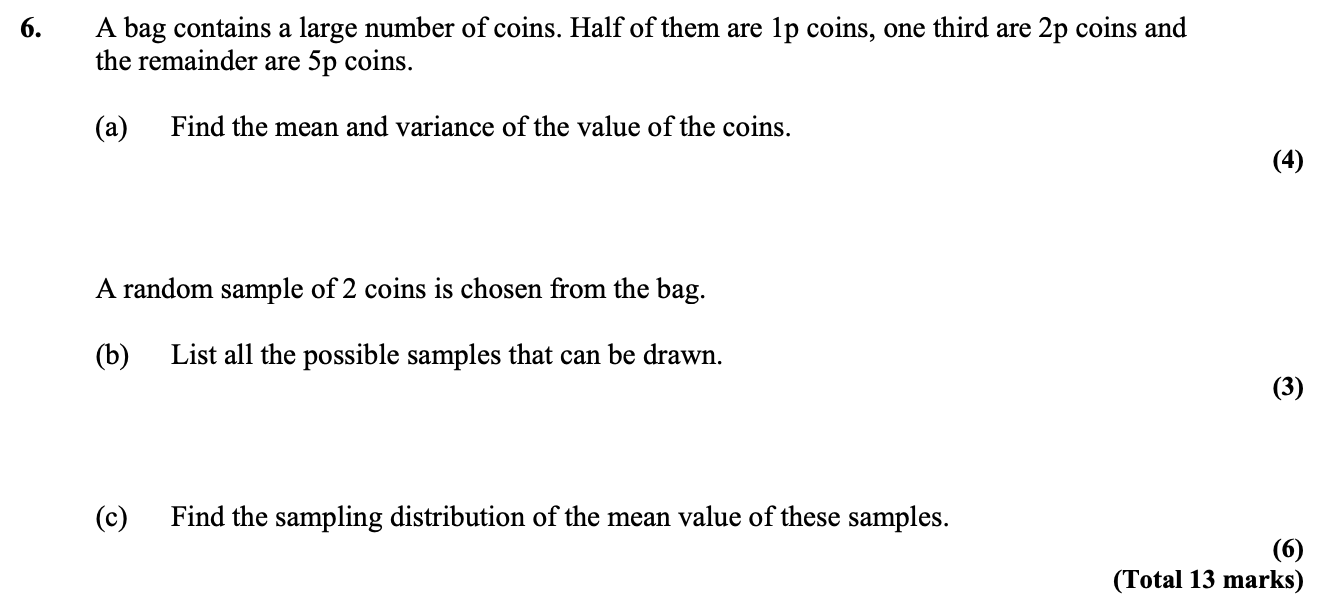 6. A bag contains a large number of coins. Half of them are 1p coins, one third are 2p coins and
the remainder are 5p coins.
(a) Find the mean and variance of the value of the coins.
(4)
A random sample of 2 coins is chosen from the bag.
(b) List all the possible samples that can be drawn.
(3)
(c) Find the sampling distribution of the mean value of these samples.
(6)
(Total 13 marks)